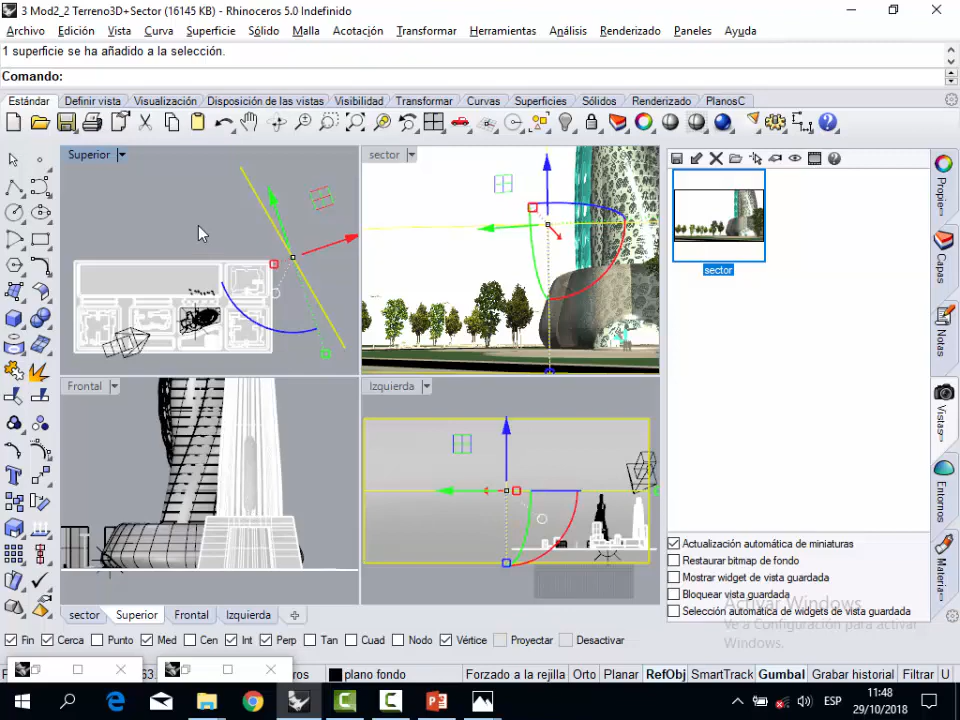 3 Mod2_2 Terreno3D+Sector (16145 KB) - Rhinoceros 5.0 Indefinido
Archivo Edición Vista Curva Superficie Sólido Malla Acotación Transformar Herramientas Análisis Renderizado Paneles Ayuda
1 superficie se ha añadido a la selección.
Comando:
Estándar Definir vista Visualización Disposición de las vistas Visibilidad Transformar Curvas Superficies Sólidos Renderizado PlanosC
Superior
sector
Frontal
Izquierda
sector
Propie
Capas
Notas
Vistas
Entornos
Materia
Actualización automática de miniaturas
Restaurar bitmap de fondo
Mostrar widget de vista guardada
Bloquear vista guardada
Selección automática de widgets de vista guardada
Activar Windows
Ve a Configuración para activar
Windows.
sector Superior Frontal Izquierda
Fin Cerca Punto Med Cen Int Perp Tan Cuad Nodo Vértice Proyectar Desactivar
63 ros plano fondo Forzado a la rejilla Orto Planar RefObj SmartTrack Gumbal Grabar historial Filtrar U
ESP
11:48
29/10/2018